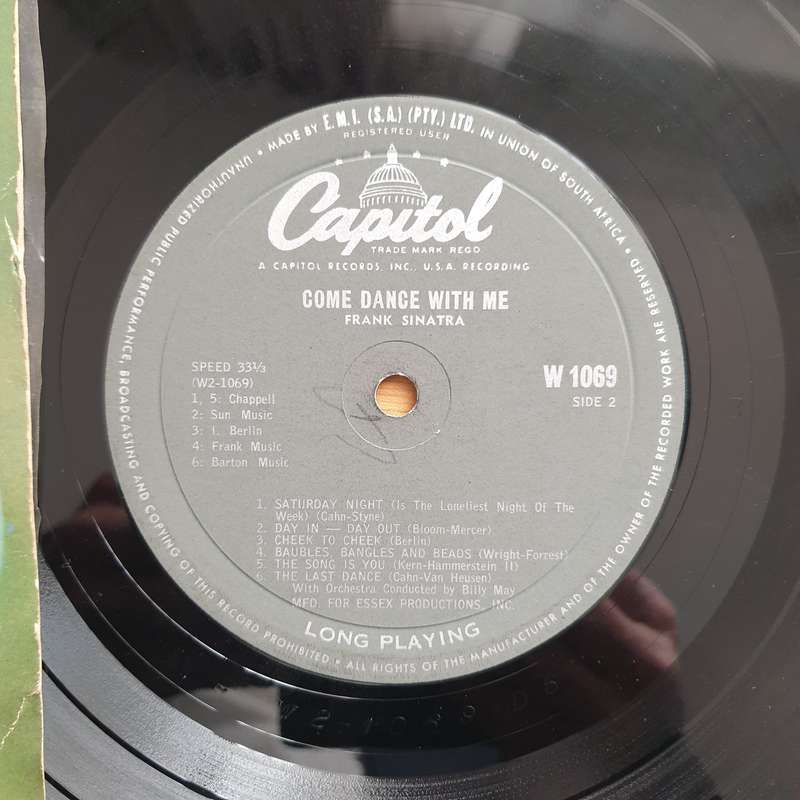 UNAUTHORIZED PUBLIC PERFORMANCE, BROADCASTING AND COPYING OF THIS RECORD PROHIBITED • ALL RIGHTS OF THE MANUFACTURER AND OF THE OWNER OF THE RECORDED WORK ARE RESERVED •
MADE BY E.M.I. (S.A.) (PTY.) LTD. IN UNION OF SOUTH AFRICA •
REGISTERED USER
Capitol
TRADE MARK REGD
A CAPITOL RECORDS, INC., U.S.A. RECORDING
COME DANCE WITH ME
FRANK SINATRA
SPEED 33⅓
(W2-1069)
1, 5: Chappell
2: Sun Music
3: I. Berlin
4: Frank Music
6: Barton Music
W 1069
SIDE 2
1. SATURDAY NIGHT (Is The Loneliest Night Of The
Week) (Cahn-Styne)
2. DAY IN — DAY OUT (Bloom-Mercer)
3. CHEEK TO CHEEK (Berlin)
4. BAUBLES, BANGLES AND BEADS (Wright-Forrest)
5. THE SONG IS YOU (Kern-Hammerstein II)
6. THE LAST DANCE (Cahn-Van Heusen)
With Orchestra Conducted by Billy May
MFD. FOR ESSEX PRODUCTIONS, INC.
LONG PLAYING